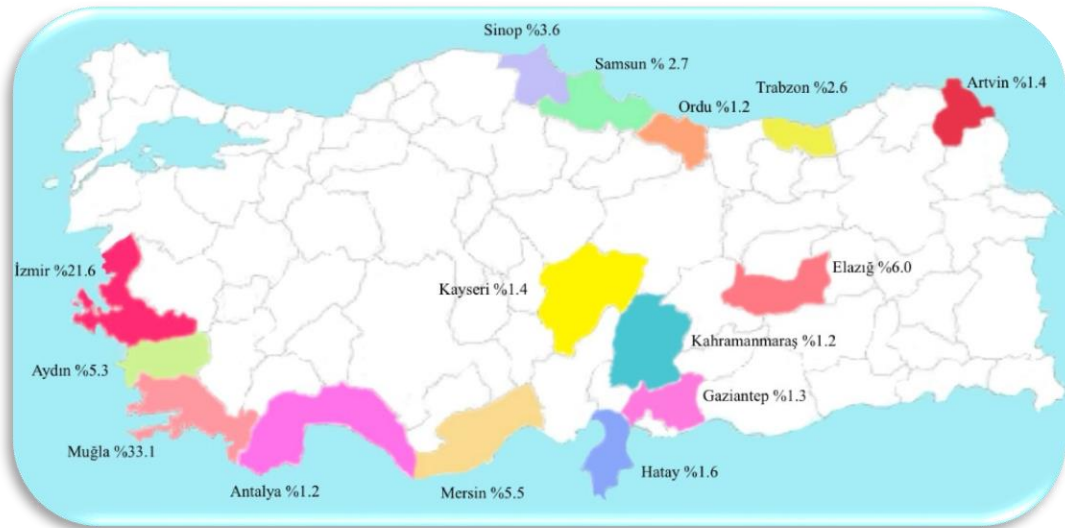 Sinop %3.6
Samsun % 2.7
Ordu %1.2
Trabzon %2.6
Artvin %1.4
İzmir %21.6
Kayseri %1.4
Elazığ %6.0
Kahramanmaraş %1.2
Aydın %5.3
Gaziantep %1.3
Muğla %33.1
Antalya %1.2
Mersin %5.5
Hatay %1.6